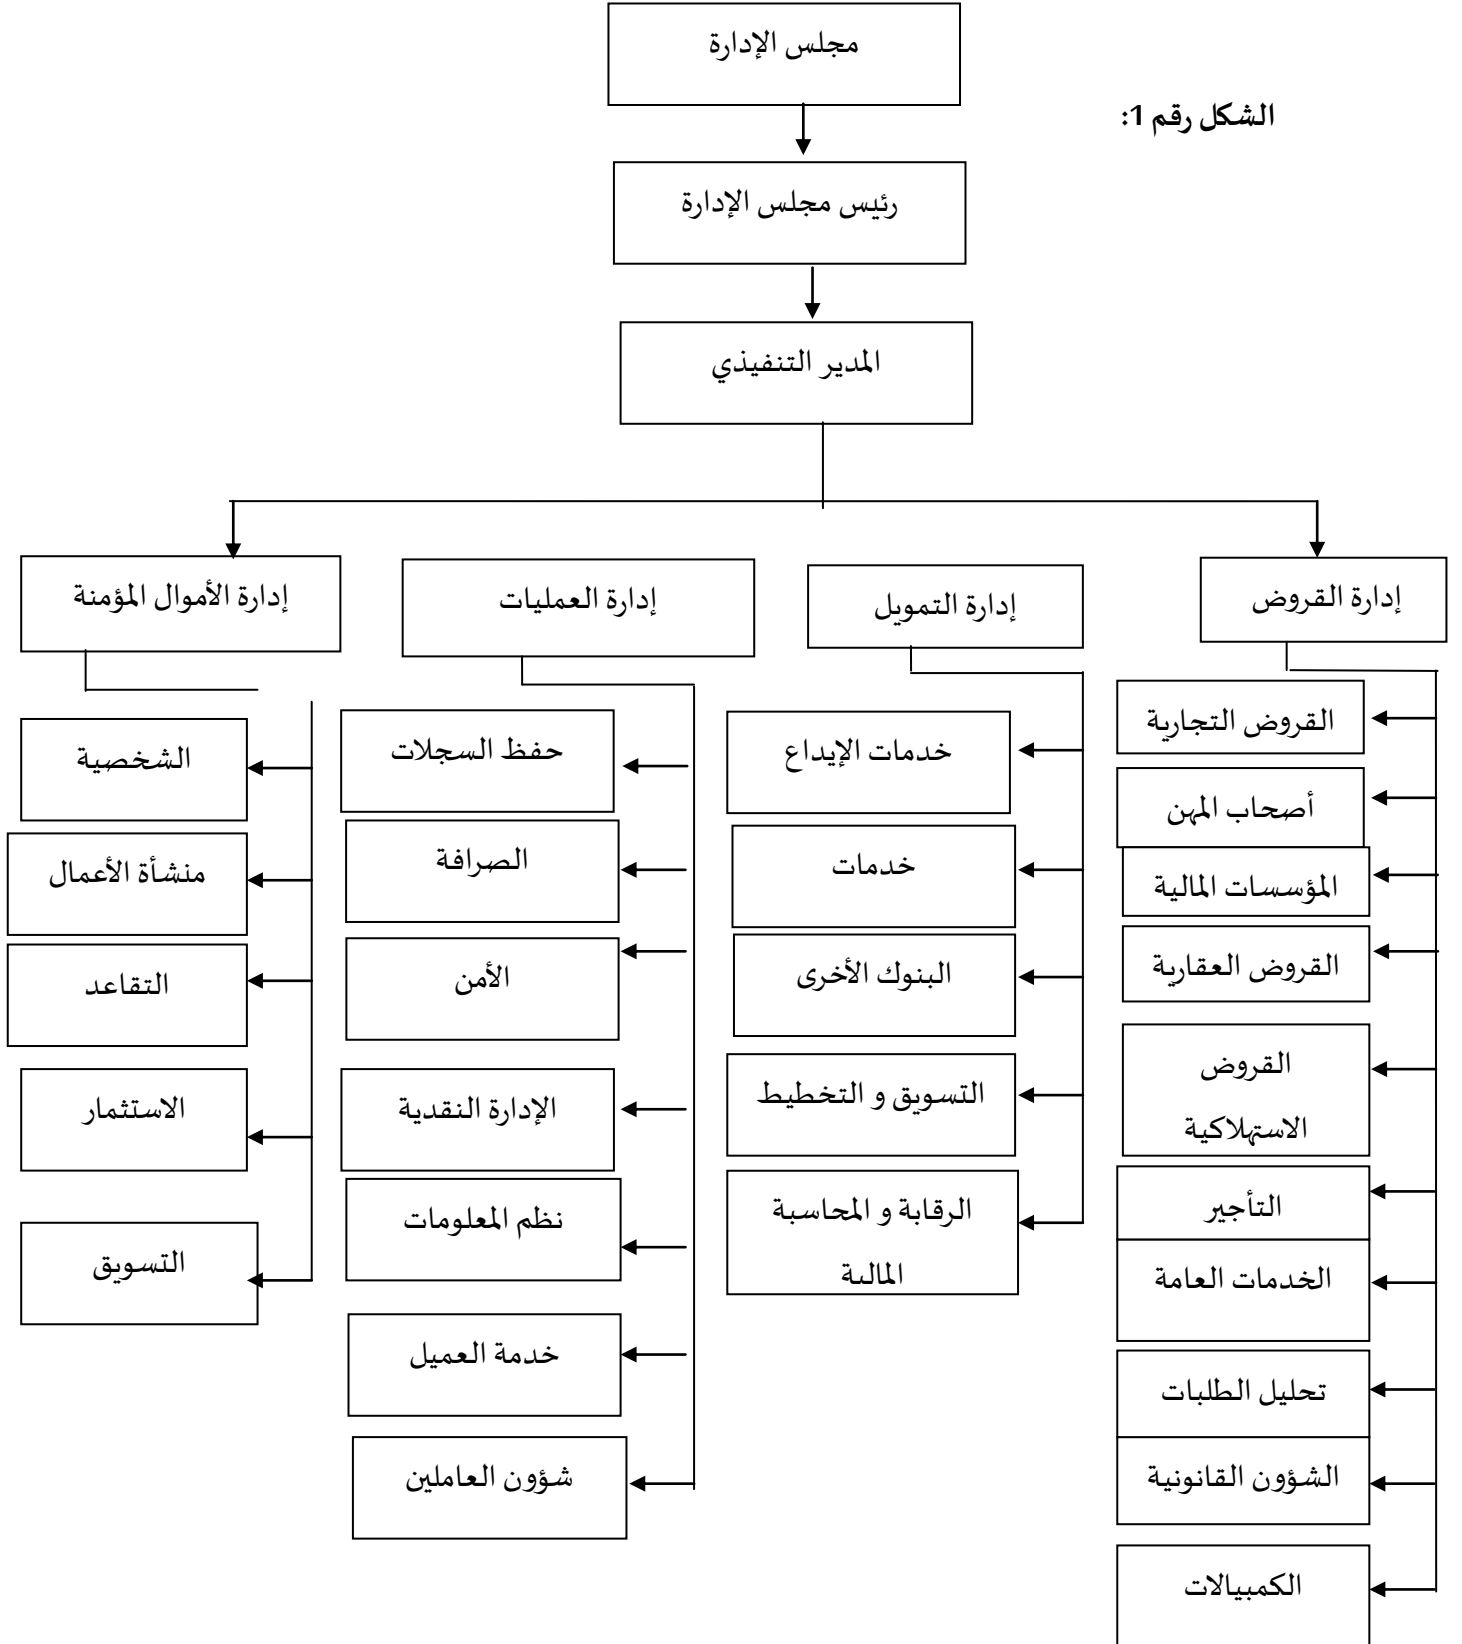 مجلس الإدارة
الشكل رقم 1:
رئيس مجلس الإدارة
المدير التنفيذي
إدارة القروض
إدارة التمويل
إدارة العمليات
إدارة الأموال المؤمنة
القروض التجارية
أصحاب المهن
المؤسسات المالية
القروض العقارية
القروض
الاستهلاكية
التأجير
الخدمات العامة
تحليل الطلبات
الشؤون القانونية
الكمبيالات
خدمات الإيداع
خدمات
البنوك الأخرى
التسويق و التخطيط
الرقابة و المحاسبة
المالية
حفظ السجلات
الصرافة
الأمن
الإدارة النقدية
نظم المعلومات
خدمة العميل
شؤون العاملين
الشخصية
منشأة الأعمال
التقاعد
الاستثمار
التسويق